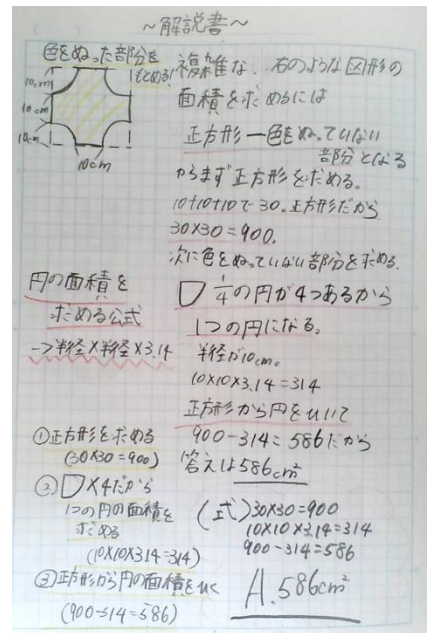 ～解説書～
色をぬった部分を
もとめる!
10cm
10cm
10cm
10cm
複雑な、右のような図形の
面積を求めるには
正方形ー色をぬっていない
部分となる
からまず正方形を求める。
10+10+10で30.正方形だから
30×30=900.
次に色をぬっていない部分を求める.
円の面積を
求める公式
→半径×半径×3.14
1/4の円が4つあるから
1つの円になる。
半径が10cm。
10×10×3.14=314
正方形から円をひいて
900-314=586だから
答えは586cm²
①正方形を求める
(30×30=900)
②×4だから
1つの円の面積を
求める
(10×10×3.14=314)
③正方形から円の面積をひく
(900-314=586)
(式)30×30=900
10×10×3.14=314
900-314=586
A.586cm²